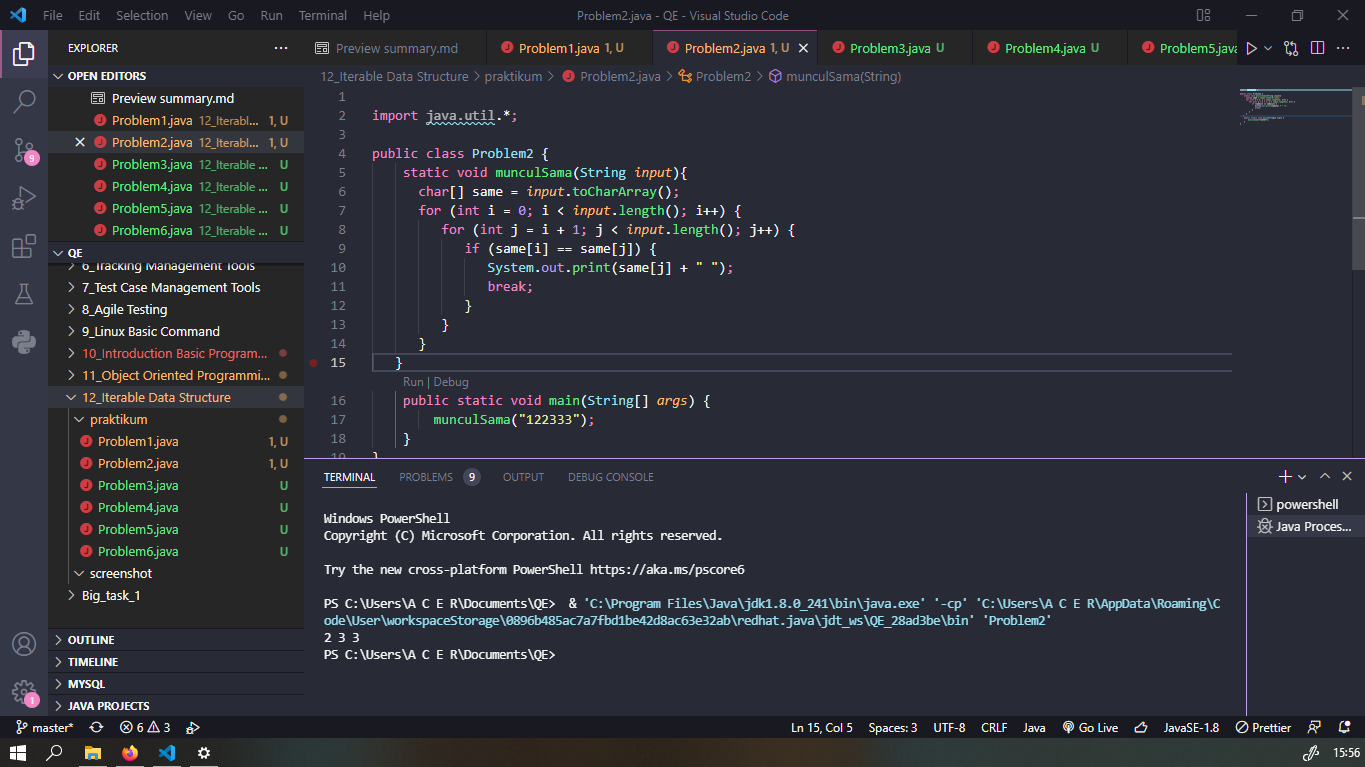 File Edit Selection View Go Run Terminal Help Problem2.java - QE - Visual Studio Code
EXPLORER
OPEN EDITORS
Preview summary.md
Problem1.java 12_Iterabl... 1, U
Problem2.java 12_Iterabl... 1, U
Problem3.java 12_Iterable ... U
Problem4.java 12_Iterable ... U
Problem5.java 12_Iterable ... U
Problem6.java 12_Iterable ... U
QE
6_Tracking Management Tools
7_Test Case Management Tools
8_Agile Testing
9_Linux Basic Command
10_Introduction Basic Program...
11_Object Oriented Programmi...
12_Iterable Data Structure
praktikum
Problem1.java 1, U
Problem2.java 1, U
Problem3.java U
Problem4.java U
Problem5.java U
Problem6.java U
screenshot
Big_task_1
OUTLINE
TIMELINE
MYSQL
JAVA PROJECTS
9
1
Preview summary.md Problem1.java 1, U Problem2.java 1, U Problem3.java U Problem4.java U Problem5.java
12_Iterable Data Structure > praktikum > Problem2.java > Problem2 > munculSama(String)
1
2 import java.util.*;
3
4 public class Problem2 {
5 static void munculSama(String input){
6 char[] same = input.toCharArray();
7 for (int i = 0; i < input.length(); i++) {
8 for (int j = i + 1; j < input.length(); j++) {
9 if (same[i] == same[j]) {
10 System.out.print(same[j] + " ");
11 break;
12 }
13 }
14 }
15 }
Run | Debug
16 public static void main(String[] args) {
17 munculSama("122333");
18 }
19 }
TERMINAL PROBLEMS 9 OUTPUT DEBUG CONSOLE
powershell
Java Proces...
Windows PowerShell
Copyright (C) Microsoft Corporation. All rights reserved.
Try the new cross-platform PowerShell https://aka.ms/pscore6
PS C:\Users\A C E R\Documents\QE> & 'C:\Program Files\Java\jdk1.8.0_241\bin\java.exe' '-cp' 'C:\Users\A C E R\AppData\Roaming\C
ode\User\workspaceStorage\0896b485ac7a7fbd1be42d8ac63e32ab\redhat.java\jdt_ws\QE_28ad3be\bin' 'Problem2'
2 3 3
PS C:\Users\A C E R\Documents\QE>
master* 6 3 Ln 15, Col 5 Spaces: 3 UTF-8 CRLF Java Go Live JavaSE-1.8 Prettier
15:56